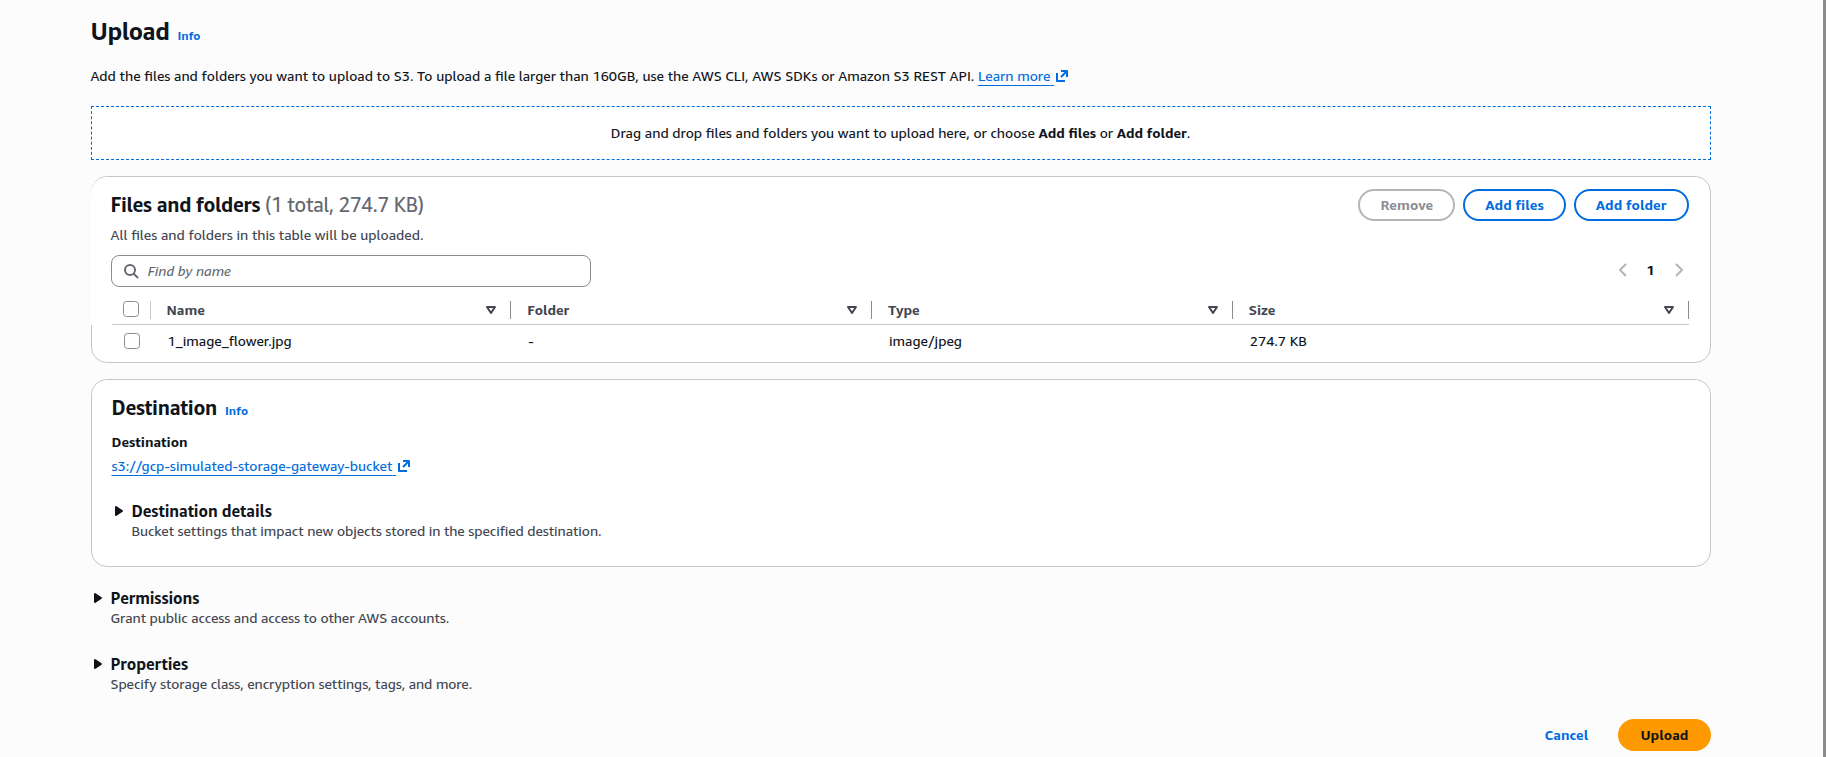 Upload Info
Add the files and folders you want to upload to S3. To upload a file larger than 160GB, use the AWS CLI, AWS SDKs or Amazon S3 REST API. Learn more
Drag and drop files and folders you want to upload here, or choose Add files or Add folder.
Files and folders (1 total, 274.7 KB)
Remove Add files Add folder
All files and folders in this table will be uploaded.
Find by name
1
Name Folder Type Size
1_image_flower.jpg - image/jpeg 274.7 KB
Destination Info
Destination
s3://gcp-simulated-storage-gateway-bucket
Destination details
Bucket settings that impact new objects stored in the specified destination.
Permissions
Grant public access and access to other AWS accounts.
Properties
Specify storage class, encryption settings, tags, and more.
Cancel Upload